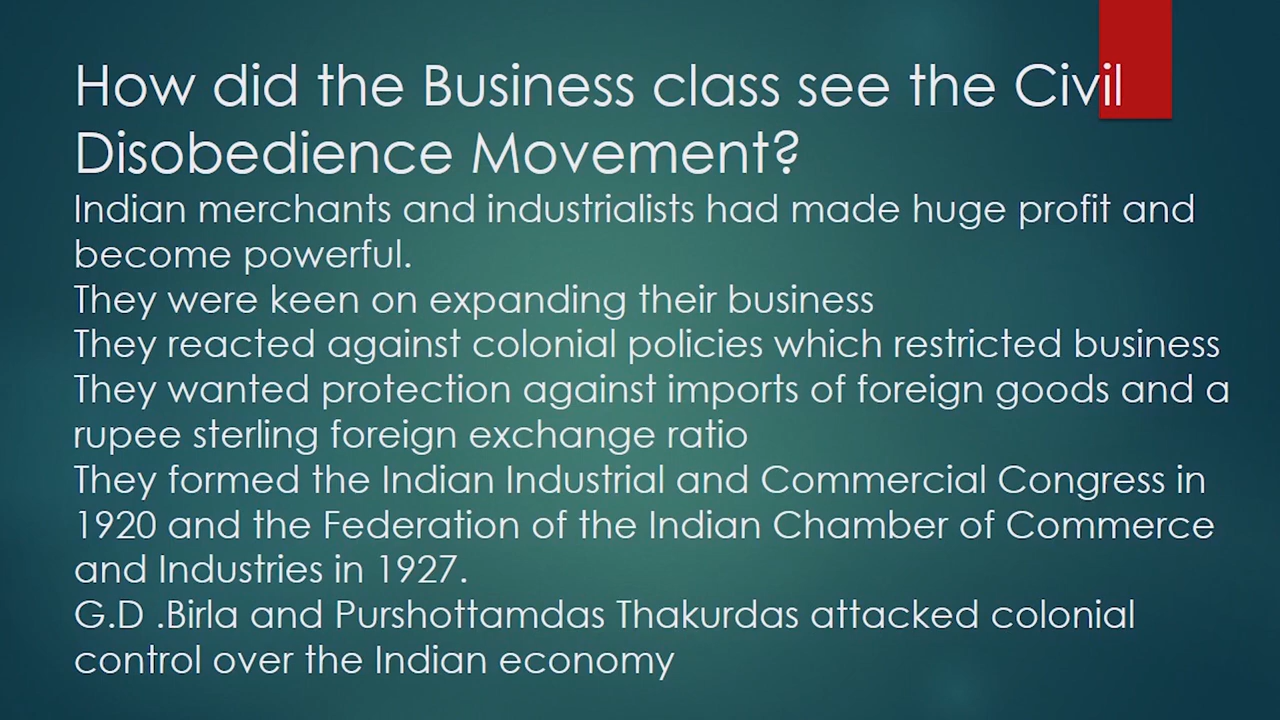 How did the Business class see the Civil
Disobedience Movement?
Indian merchants and industrialists had made huge profit and
become powerful.
They were keen on expanding their business
They reacted against colonial policies which restricted business
They wanted protection against imports of foreign goods and a
rupee sterling foreign exchange ratio
They formed the Indian Industrial and Commercial Congress in
1920 and the Federation of the Indian Chamber of Commerce
and Industries in 1927.
G.D .Birla and Purshottamdas Thakurdas attacked colonial
control over the Indian economy